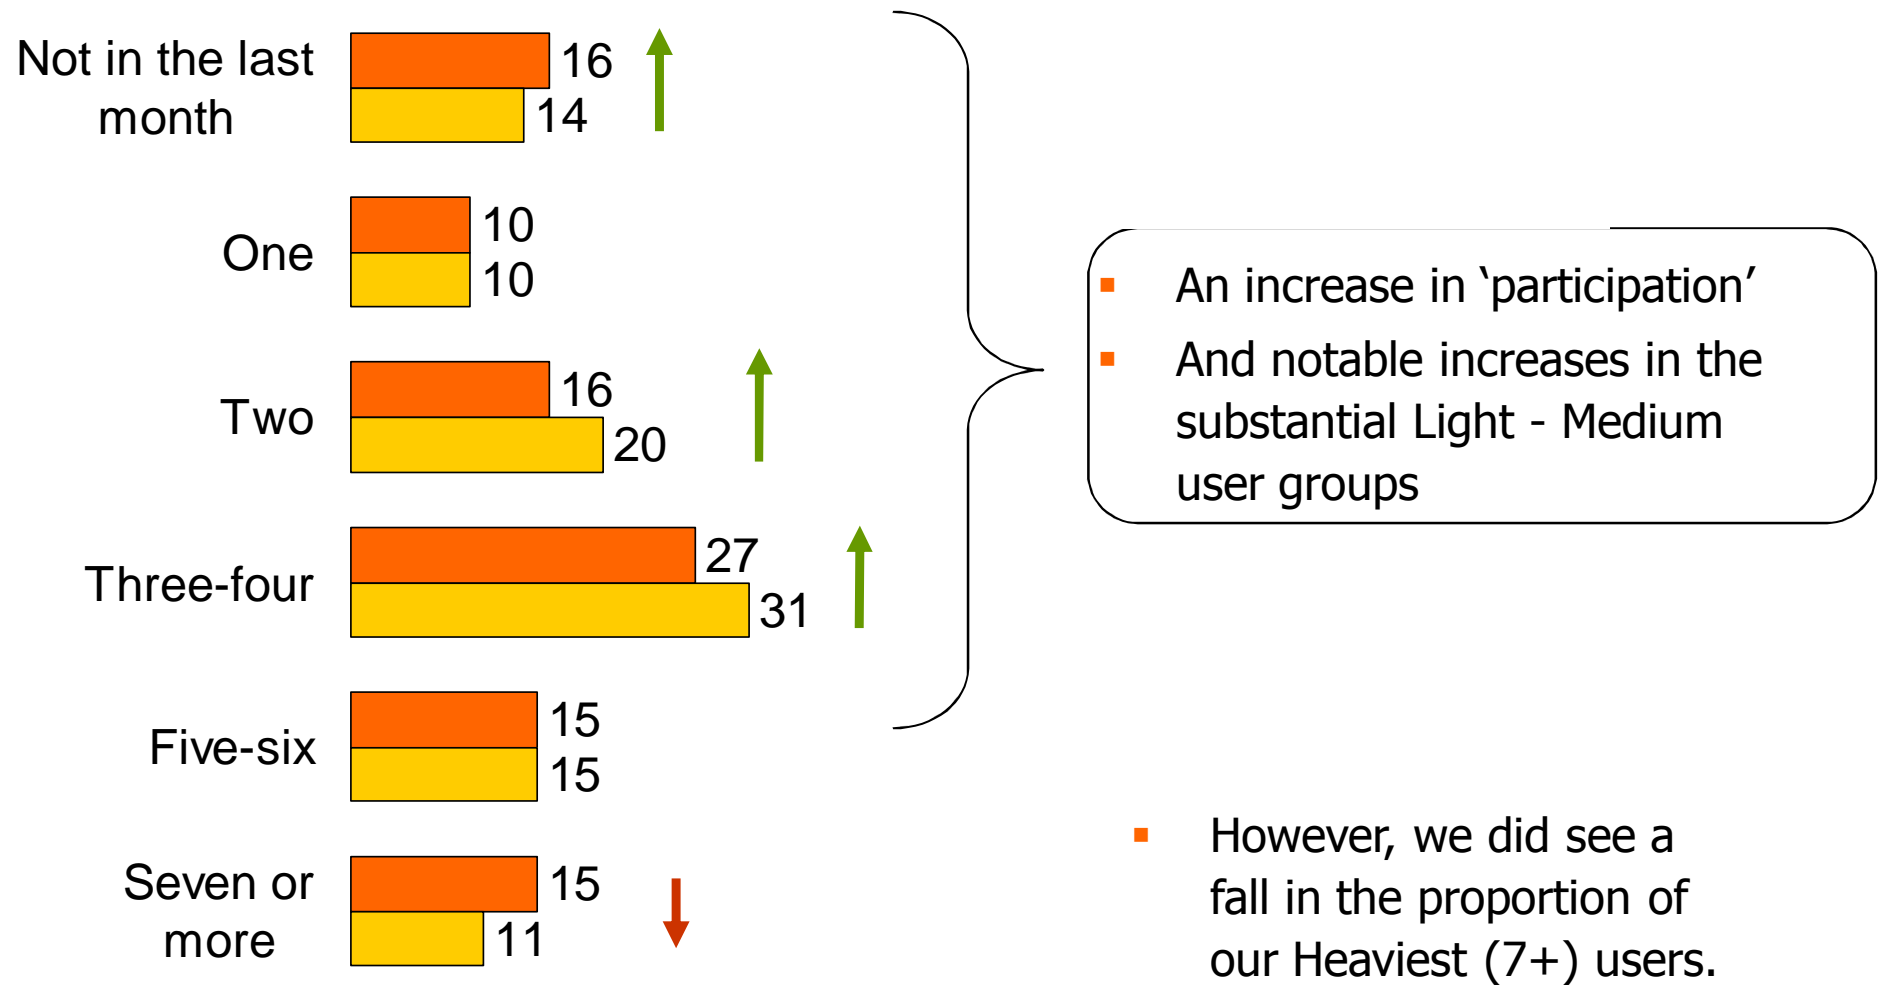 Not in the last
month
16
14
One
10
10
Two
16
20
Three-four
27
31
Five-six
15
15
Seven or
more
15
11
An increase in ‘participation’
And notable increases in the
substantial Light - Medium
user groups
However, we did see a
fall in the proportion of
our Heaviest (7+) users.